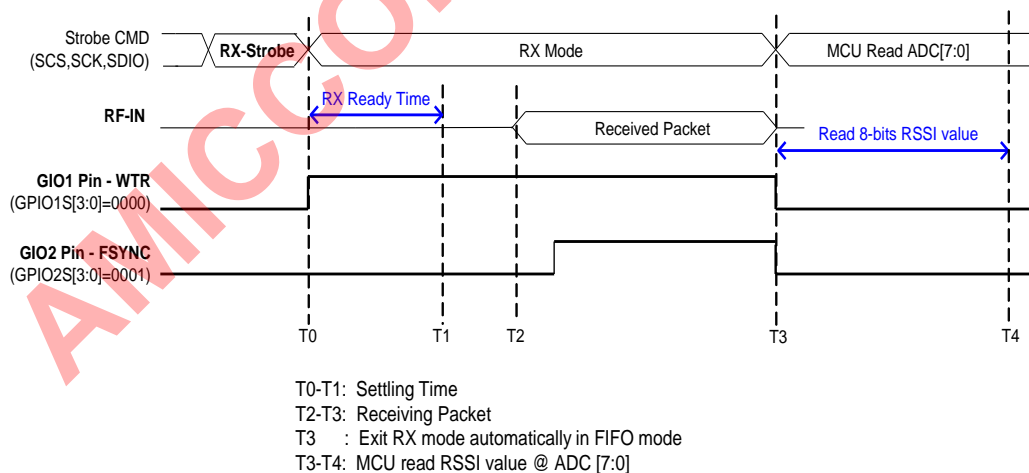 Strobe CMD
(SCS,SCK,SDIO)
RX-Strobe
RX Mode
MCU Read ADC[7:0]
RX Ready Time
RF-IN
Received Packet
Read 8-bits RSSI value
GIO1 Pin - WTR
(GPIO1S[3:0]=0000)
GIO2 Pin - FSYNC
(GPIO2S[3:0]=0001)
T0
T1
T2
T3
T4
T0-T1: Settling Time
T2-T3: Receiving Packet
T3 : Exit RX mode automatically in FIFO mode
T3-T4: MCU read RSSI value @ ADC [7:0]